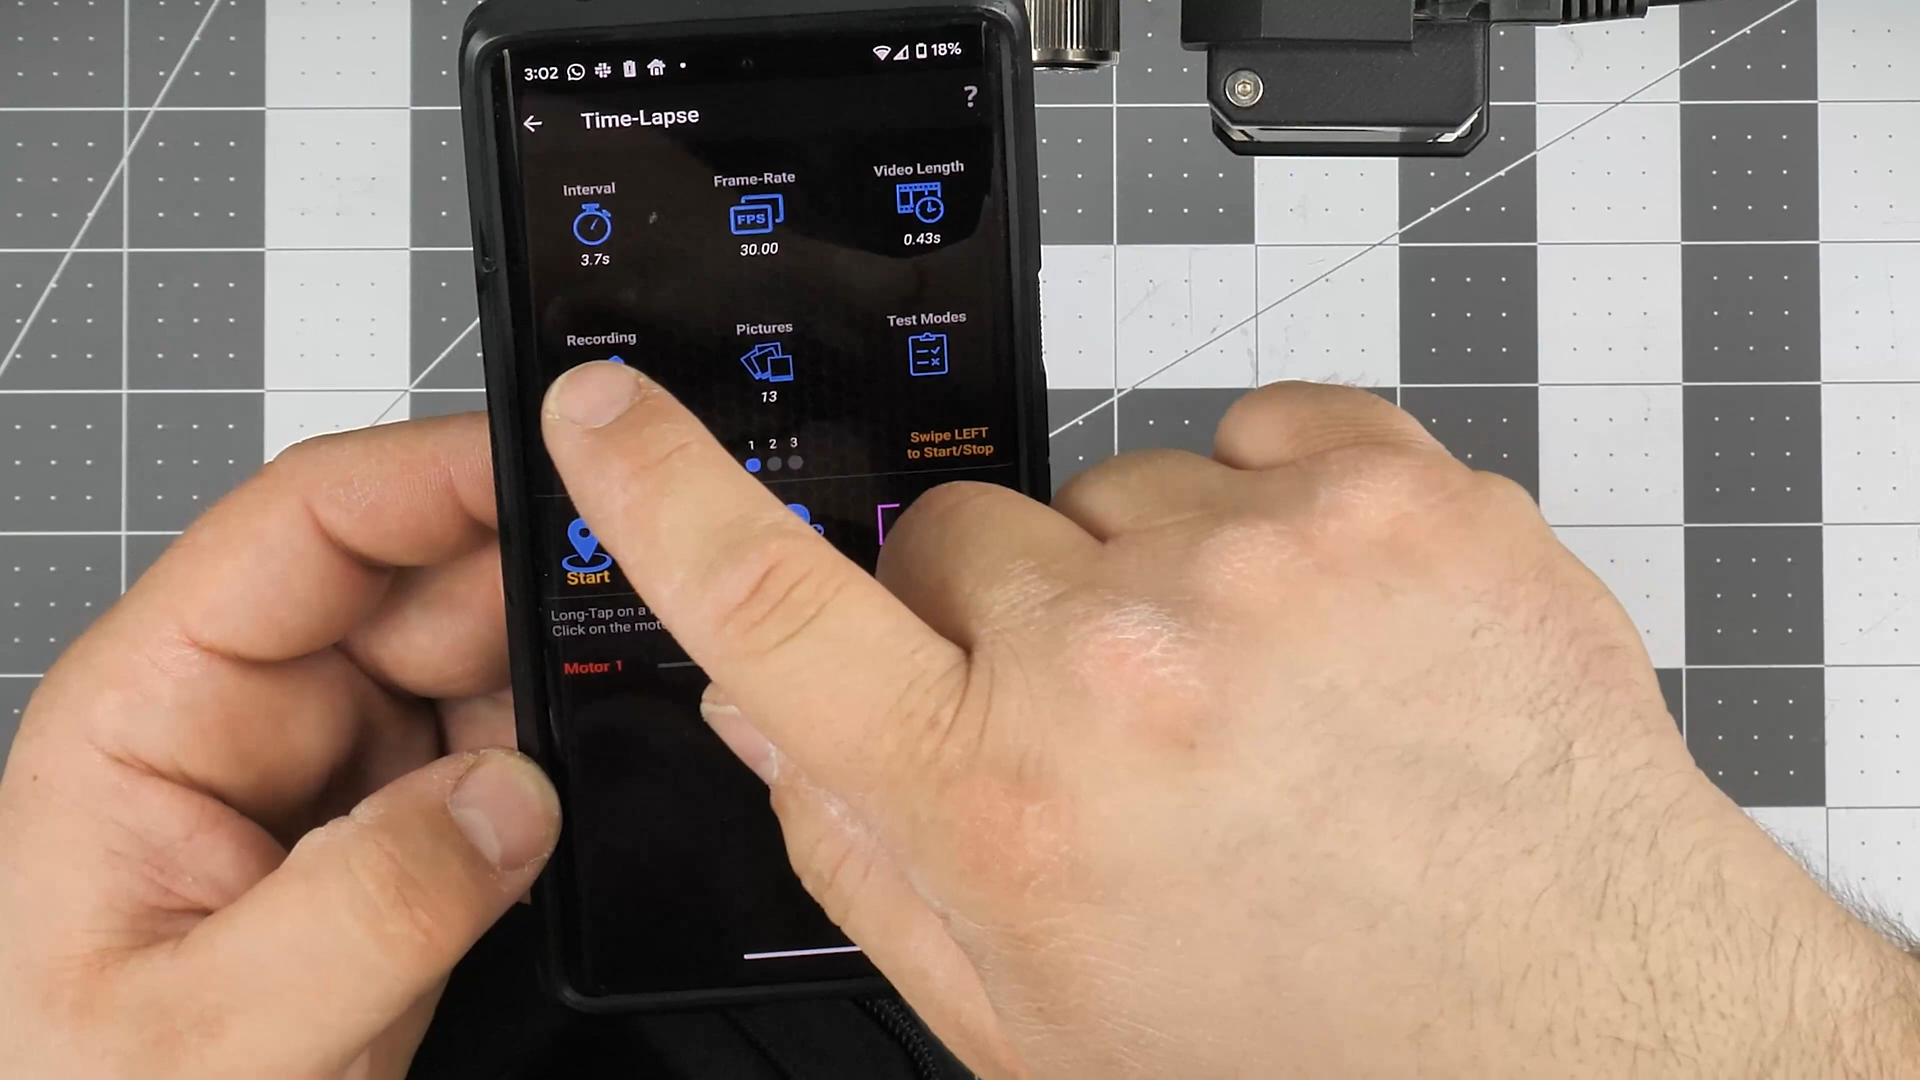 3:02
18%
?
Time-Lapse
Interval
Frame-Rate
Video Length
FPS
3.7s
30.00
0.43s
Recording
Pictures
Test Modes
13
1 2 3
Swipe LEFT
to Start/Stop
Start
Long-Tap on a
Click on the
Motor 1